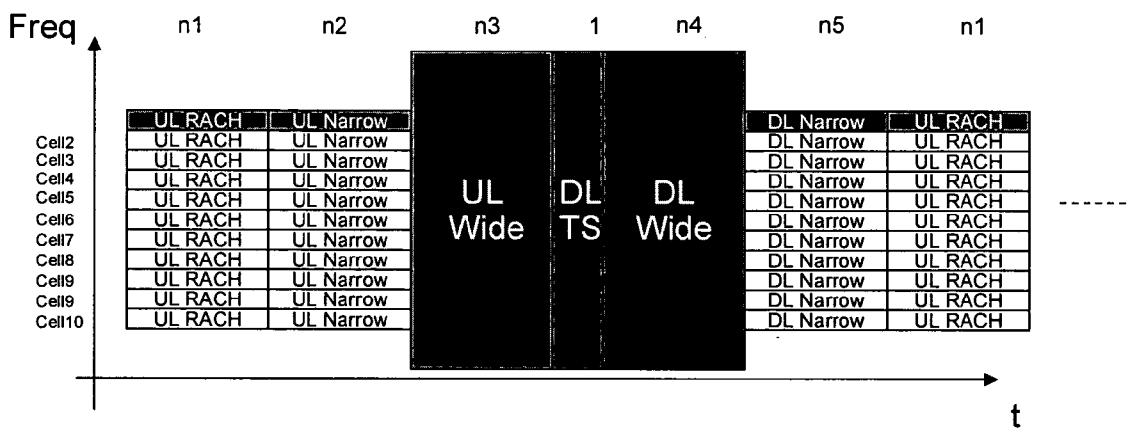 Freq n1 n2 n3 1 n4 n5 n1
UL RACH UL Narrow DL Narrow UL RACH
Cell2 UL RACH UL Narrow DL Narrow UL RACH
Cell3 UL RACH UL Narrow DL Narrow UL RACH
Cell4 UL RACH UL Narrow DL Narrow UL RACH
Cell5 UL RACH UL Narrow DL Narrow UL RACH
Cell6 UL RACH UL Narrow DL Narrow UL RACH
Cell7 UL RACH UL Narrow DL Narrow UL RACH
Cell8 UL RACH UL Narrow DL Narrow UL RACH
Cell9 UL RACH UL Narrow DL Narrow UL RACH
Cell9 UL RACH UL Narrow DL Narrow UL RACH
Cell10 UL RACH UL Narrow DL Narrow UL RACH
UL Wide
DL TS
DL Wide
t